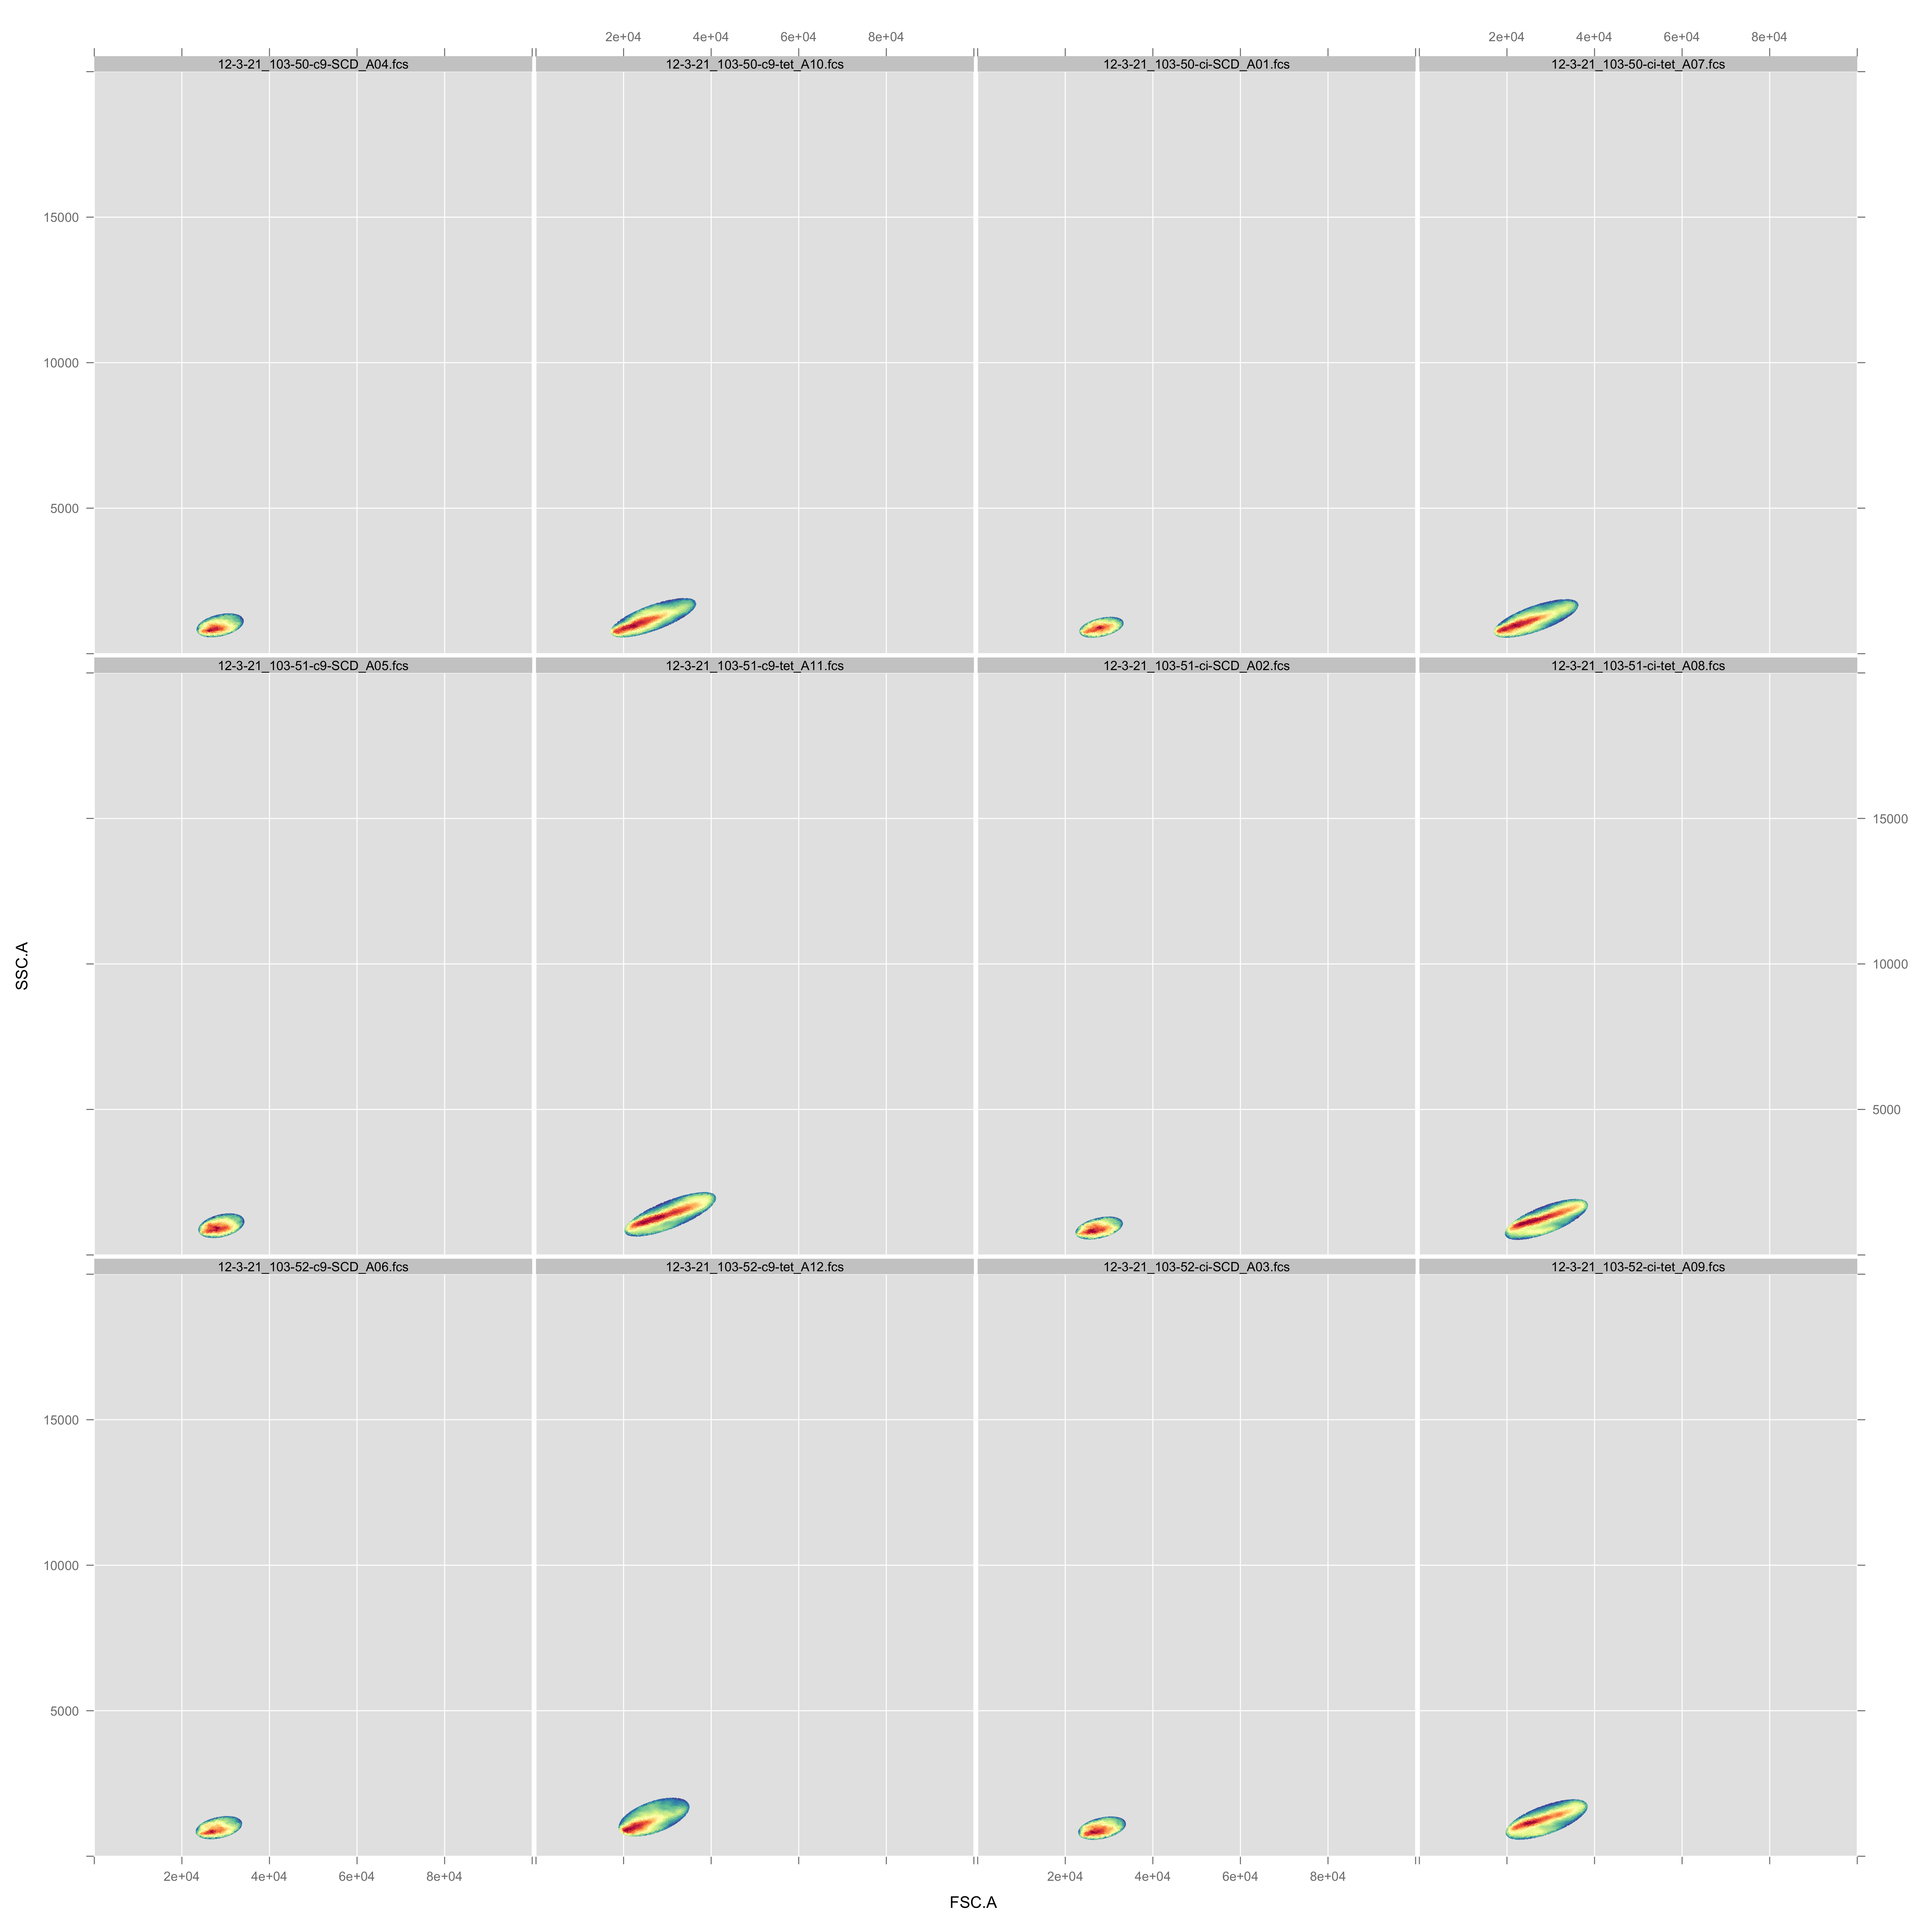 2e+04 4e+04 6e+04 8e+04 2e+04 4e+04 6e+04 8e+04
12-3-21_103-50-c9-SCD_A04.fcs 12-3-21_103-50-c9-tet_A10.fcs 12-3-21_103-50-ci-SCD_A01.fcs 12-3-21_103-50-ci-tet_A07.fcs
15000
10000
5000
12-3-21_103-51-c9-SCD_A05.fcs 12-3-21_103-51-c9-tet_A11.fcs 12-3-21_103-51-ci-SCD_A02.fcs 12-3-21_103-51-ci-tet_A08.fcs
15000
SSC.A
10000
5000
12-3-21_103-52-c9-SCD_A06.fcs 12-3-21_103-52-c9-tet_A12.fcs 12-3-21_103-52-ci-SCD_A03.fcs 12-3-21_103-52-ci-tet_A09.fcs
15000
10000
5000
2e+04 4e+04 6e+04 8e+04 2e+04 4e+04 6e+04 8e+04
FSC.A